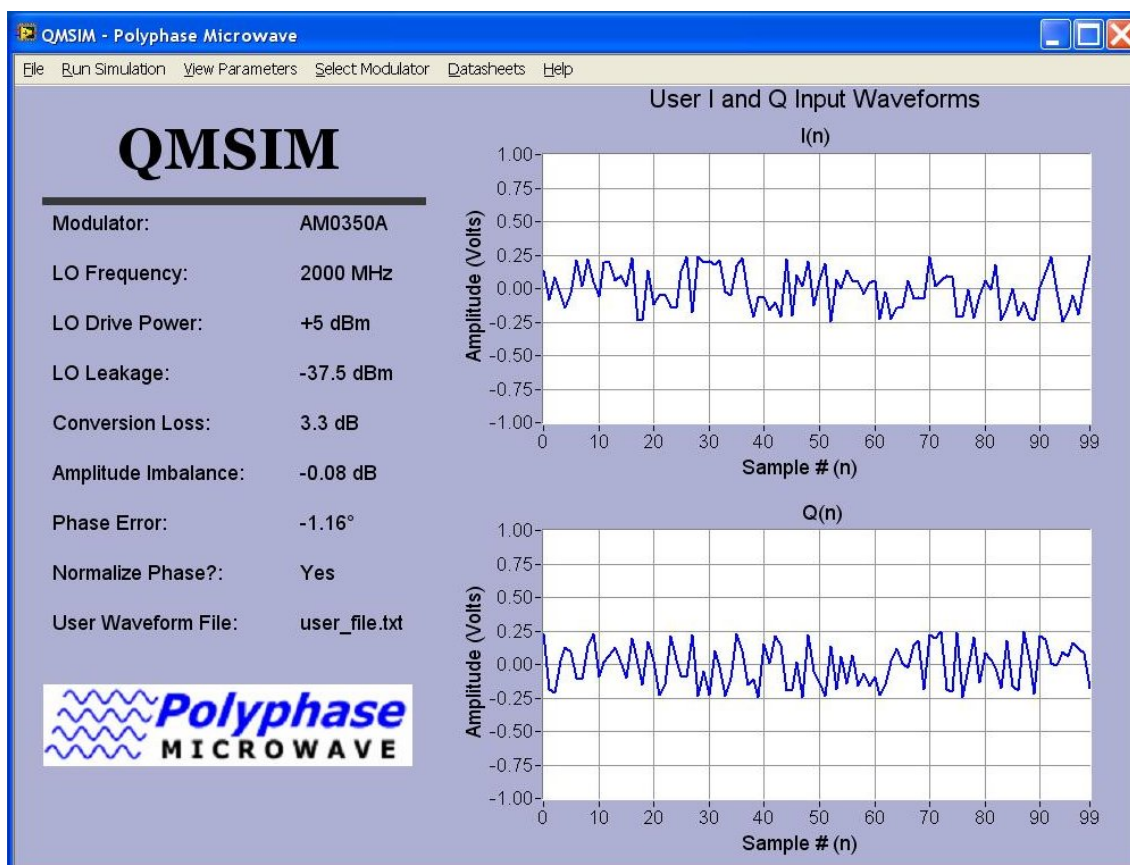 QMSIM - Polyphase Microwave
File Run Simulation View Parameters Select Modulator Datasheets Help
QMSIM
Modulator: AM0350A
LO Frequency: 2000 MHz
LO Drive Power: +5 dBm
LO Leakage: -37.5 dBm
Conversion Loss: 3.3 dB
Amplitude Imbalance: -0.08 dB
Phase Error: -1.16°
Normalize Phase?: Yes
User Waveform File: user_file.txt
Polyphase
MICROWAVE
User I and Q Input Waveforms
I(n)
Amplitude (Volts)
1.00
0.75
0.50
0.25
0.00
-0.25
-0.50
-0.75
-1.00
0 10 20 30 40 50 60 70 80 90 99
Sample # (n)
Q(n)
Amplitude (Volts)
1.00
0.75
0.50
0.25
0.00
-0.25
-0.50
-0.75
-1.00
0 10 20 30 40 50 60 70 80 90 99
Sample # (n)